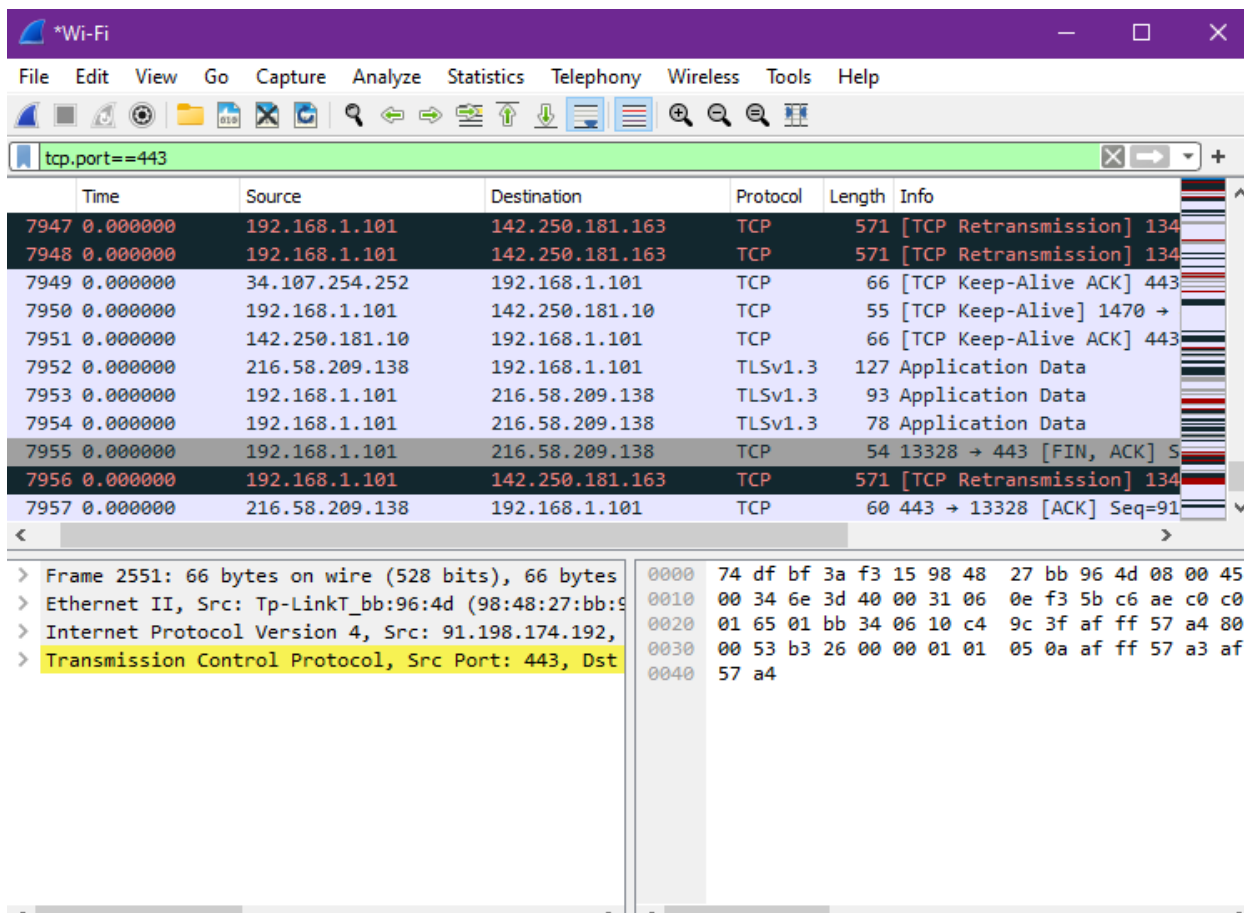 *Wi-Fi
File Edit View Go Capture Analyze Statistics Telephony Wireless Tools Help
tcp.port==443
Time Source Destination Protocol Length Info
7947 0.000000 192.168.1.101 142.250.181.163 TCP 571 [TCP Retransmission] 134
7948 0.000000 192.168.1.101 142.250.181.163 TCP 571 [TCP Retransmission] 134
7949 0.000000 34.107.254.252 192.168.1.101 TCP 66 [TCP Keep-Alive ACK] 443
7950 0.000000 192.168.1.101 142.250.181.10 TCP 55 [TCP Keep-Alive] 1470 →
7951 0.000000 142.250.181.10 192.168.1.101 TCP 66 [TCP Keep-Alive ACK] 443
7952 0.000000 216.58.209.138 192.168.1.101 TLSv1.3 127 Application Data
7953 0.000000 192.168.1.101 216.58.209.138 TLSv1.3 93 Application Data
7954 0.000000 192.168.1.101 216.58.209.138 TLSv1.3 78 Application Data
7955 0.000000 192.168.1.101 216.58.209.138 TCP 54 13328 → 443 [FIN, ACK] S
7956 0.000000 192.168.1.101 142.250.181.163 TCP 571 [TCP Retransmission] 134
7957 0.000000 216.58.209.138 192.168.1.101 TCP 60 443 → 13328 [ACK] Seq=91
Frame 2551: 66 bytes on wire (528 bits), 66 bytes
Ethernet II, Src: Tp-LinkT_bb:96:4d (98:48:27:bb:9
Internet Protocol Version 4, Src: 91.198.174.192,
Transmission Control Protocol, Src Port: 443, Dst
0000 74 df bf 3a f3 15 98 48 27 bb 96 4d 08 00 45
0010 00 34 6e 3d 40 00 31 06 0e f3 5b c6 ae c0 c0
0020 01 65 01 bb 34 06 10 c4 9c 3f af ff 57 a4 80
0030 00 53 b3 26 00 00 01 01 05 0a af ff 57 a3 af
0040 57 a4